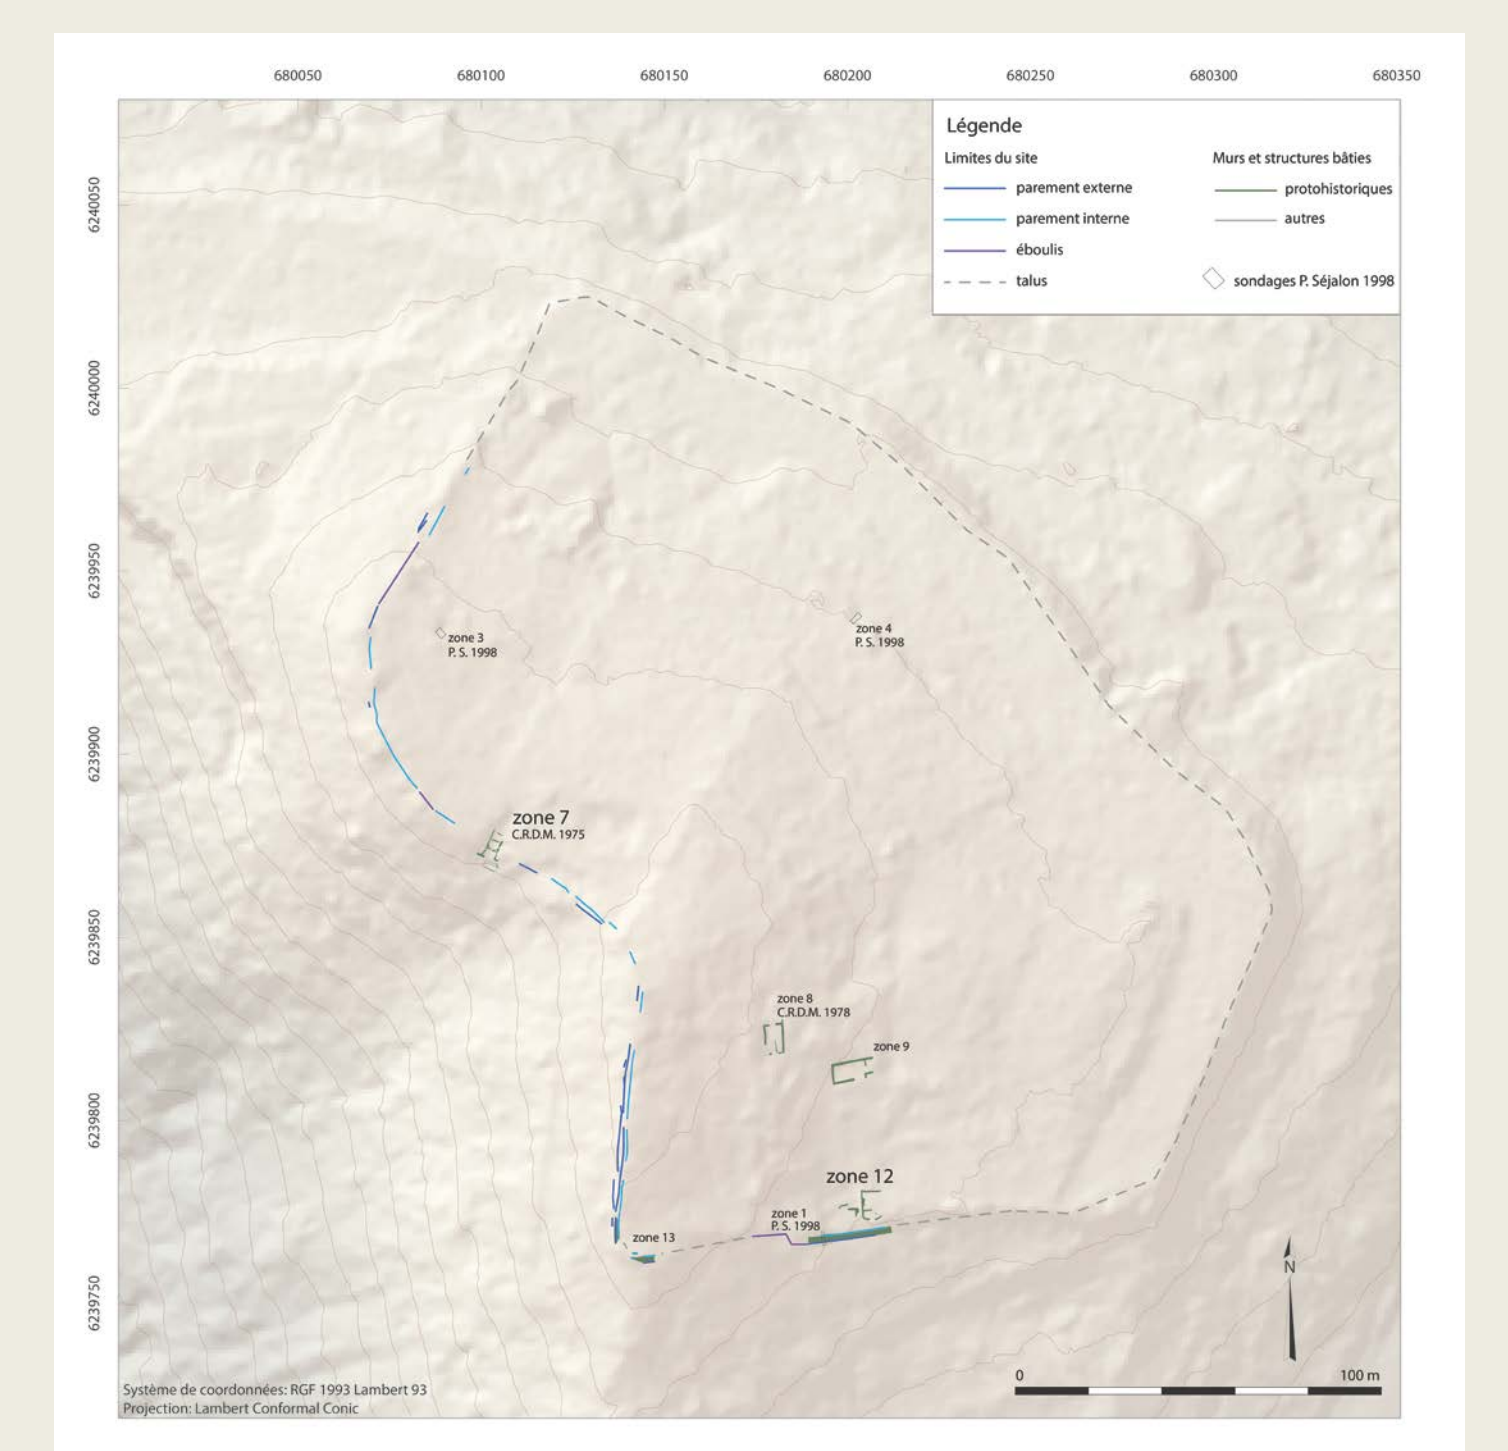 680050 680100 680150 680200 680250 680300 680350
6240050
6240000
6239950
6239900
6239850
6239800
6239750
Légende
Limites du site
parement externe
parement interne
éboulis
talus
Murs et structures bâties
protohistoriques
autres
sondages P. Séjalon 1998
zone 3
P. S. 1998
zone 4
P. S. 1998
zone 7
C.R.D.M. 1975
zone 8
C.R.D.M. 1978
zone 9
zone 12
zone 1
P. S. 1998
zone 13
N
0 100 m
Système de coordonnées: RGF 1993 Lambert 93
Projection: Lambert Conformal Conic